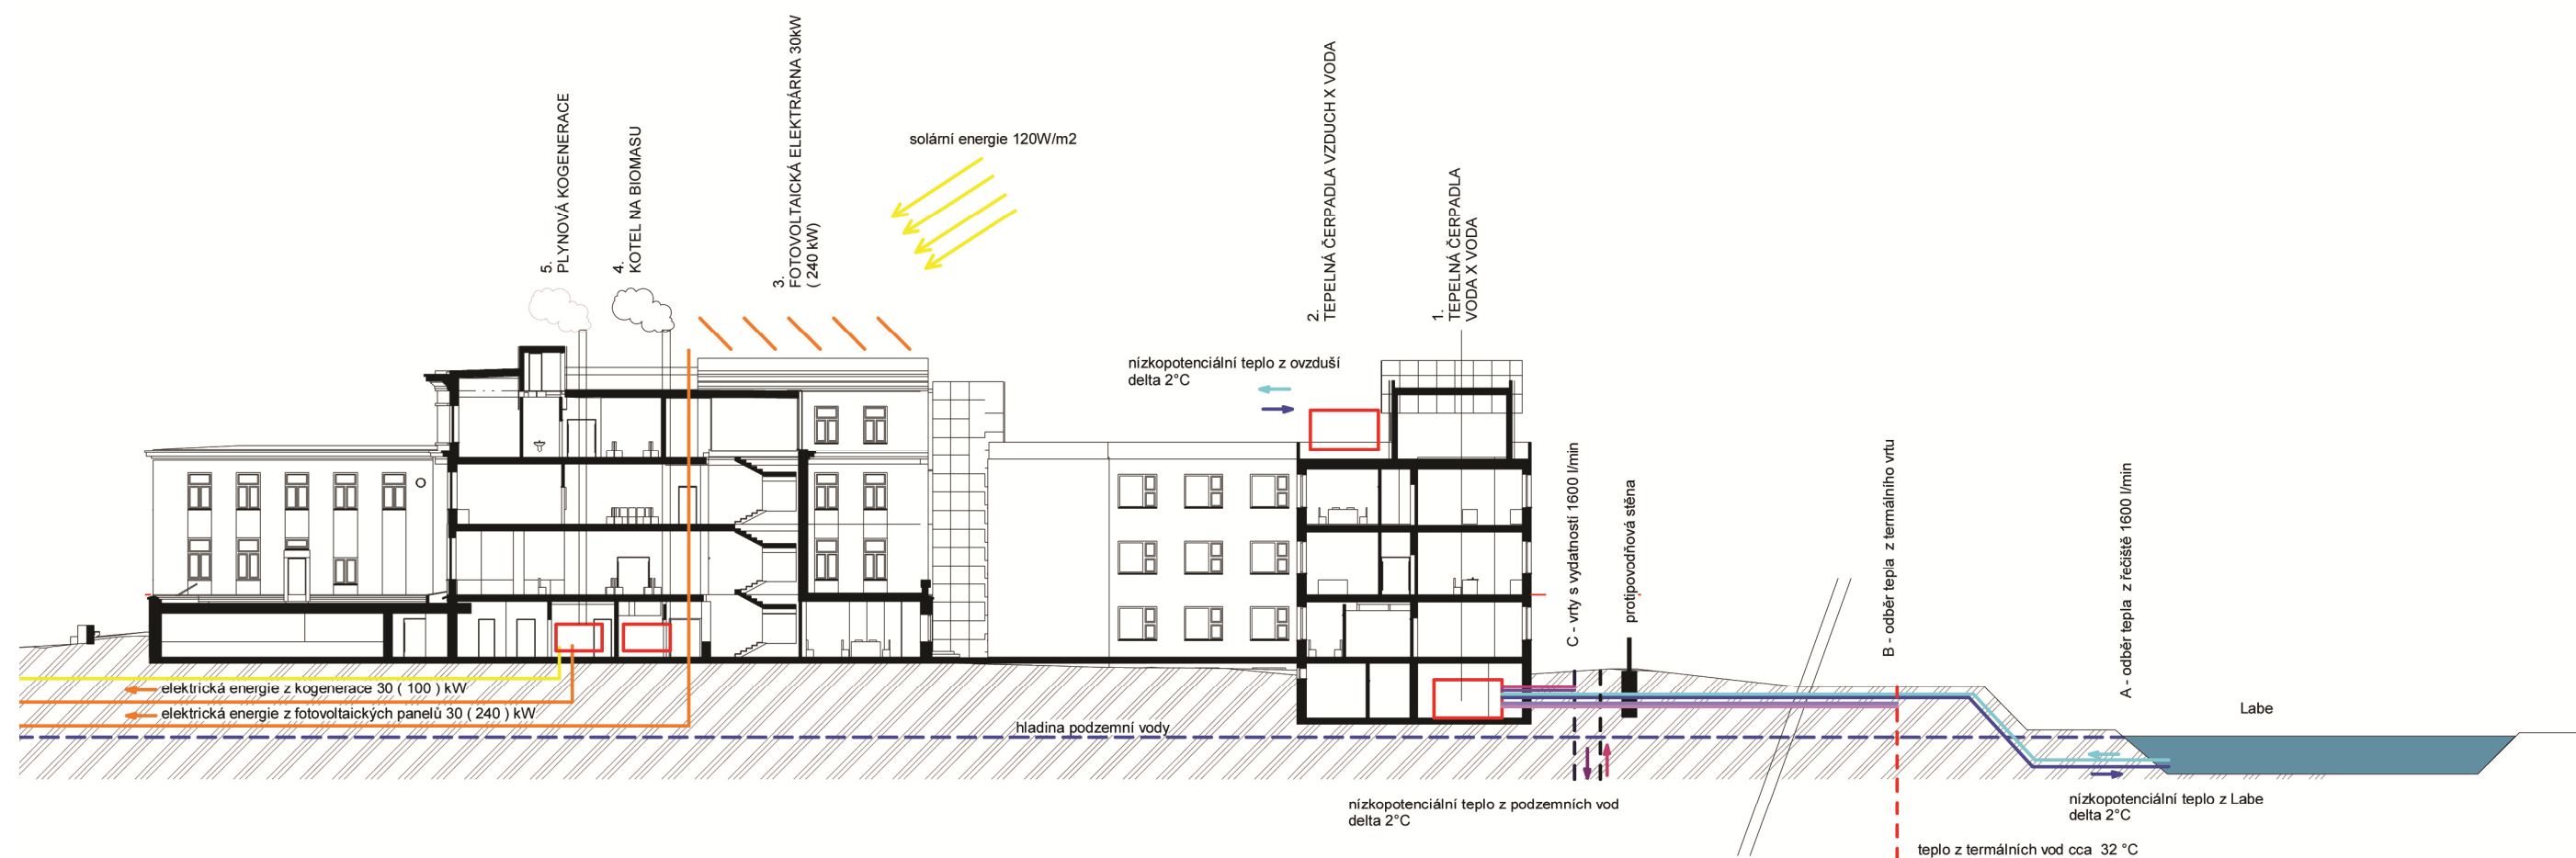 5.
PLYNOVÁ KOGENERACE
4.
KOTEL NA BIOMASU
3.
FOTOVOLTAICKÁ ELEKTRÁRNA 30kW
( 240 kW)
solární energie 120W/m2
2.
TEPELNÁ ČERPADLA VZDUCH X VODA
1.
TEPELNÁ ČERPADLA
VODA X VODA
nízkopotenciální teplo z ovzduší
delta 2°C
C - vrty s vydatností 1600 l/min
protipovodňová stěna
B - odběr tepla z termálního vrtu
A - odběr tepla z řečiště 1600 l/min
elektrická energie z kogenerace 30 ( 100 ) kW
elektrická energie z fotovoltaických panelů 30 ( 240 ) kW
hladina podzemní vody
Labe
nízkopotenciální teplo z podzemních vod
delta 2°C
nízkopotenciální teplo z Labe
delta 2°C
teplo z termálních vod cca 32 °C